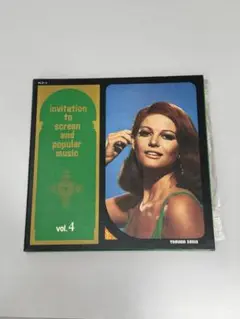 invitation
to
screen
and
popular
music
vol. 4